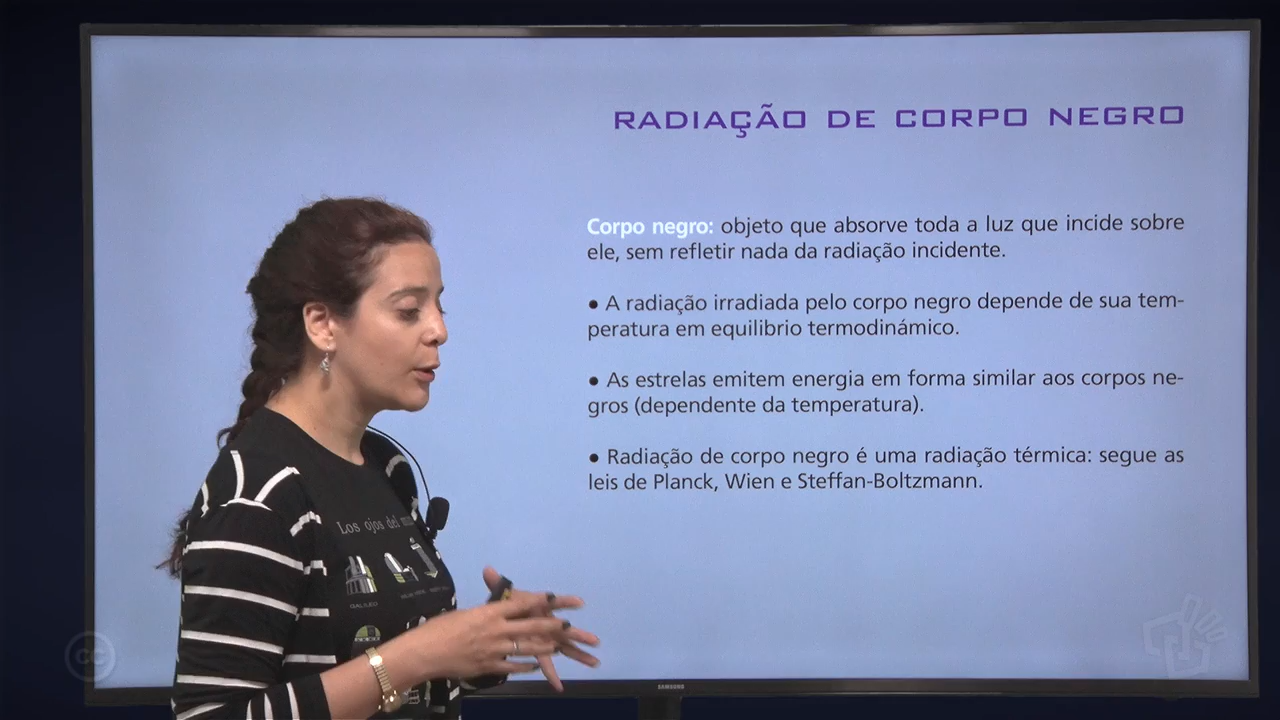 RADIAÇÃO DE CORPO NEGRO
Corpo negro: objeto que absorve toda a luz que incide sobre
ele, sem refletir nada da radiação incidente.
● A radiação irradiada pelo corpo negro depende de sua tem-
peratura em equilibrio termodinámico.
● As estrelas emitem energia em forma similar aos corpos ne-
gros (dependente da temperatura).
● Radiação de corpo negro é uma radiação térmica: segue as
leis de Planck, Wien e Steffan-Boltzmann.
Los ojos del
GALILEO
cc
SAMSUNG